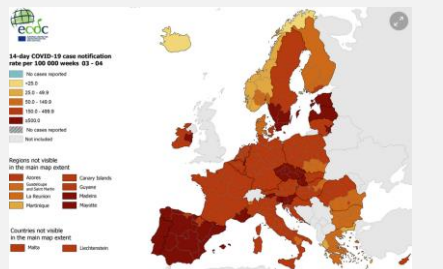 ecdc
14-day COVID-19 case notification
rate per 100 000 weeks 03 - 04
No cases reported
<25.0
25.0 - 49.9
50.0 - 149.9
150.0 - 499.9
≥500.0
No cases reported
Not included
Regions not visible
in the main map extent
Azores
Canary Islands
Guadeloupe
and Saint Martin
Guyane
La Reunion
Madeira
Martinique
Mayotte
Countries not visible
in the main map extent
Malta
Liechtenstein